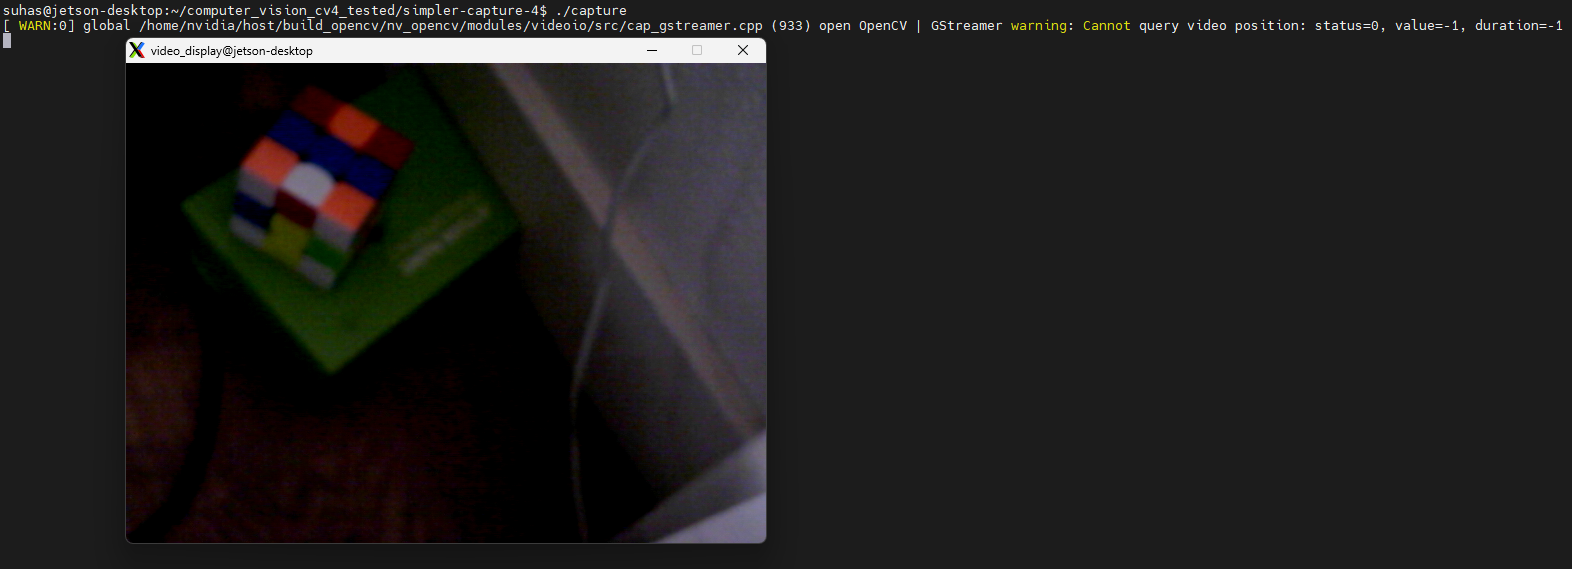 suhas@jetson-desktop:~/computer_vision_cv4_tested/simpler-capture-4$ ./capture
[ WARN:0] global /home/nvidia/host/build_opencv/nv_opencv/modules/videoio/src/cap_gstreamer.cpp (933) open OpenCV | GStreamer warning: Cannot query video position: status=0, value=-1, duration=-1
video_display@jetson-desktop